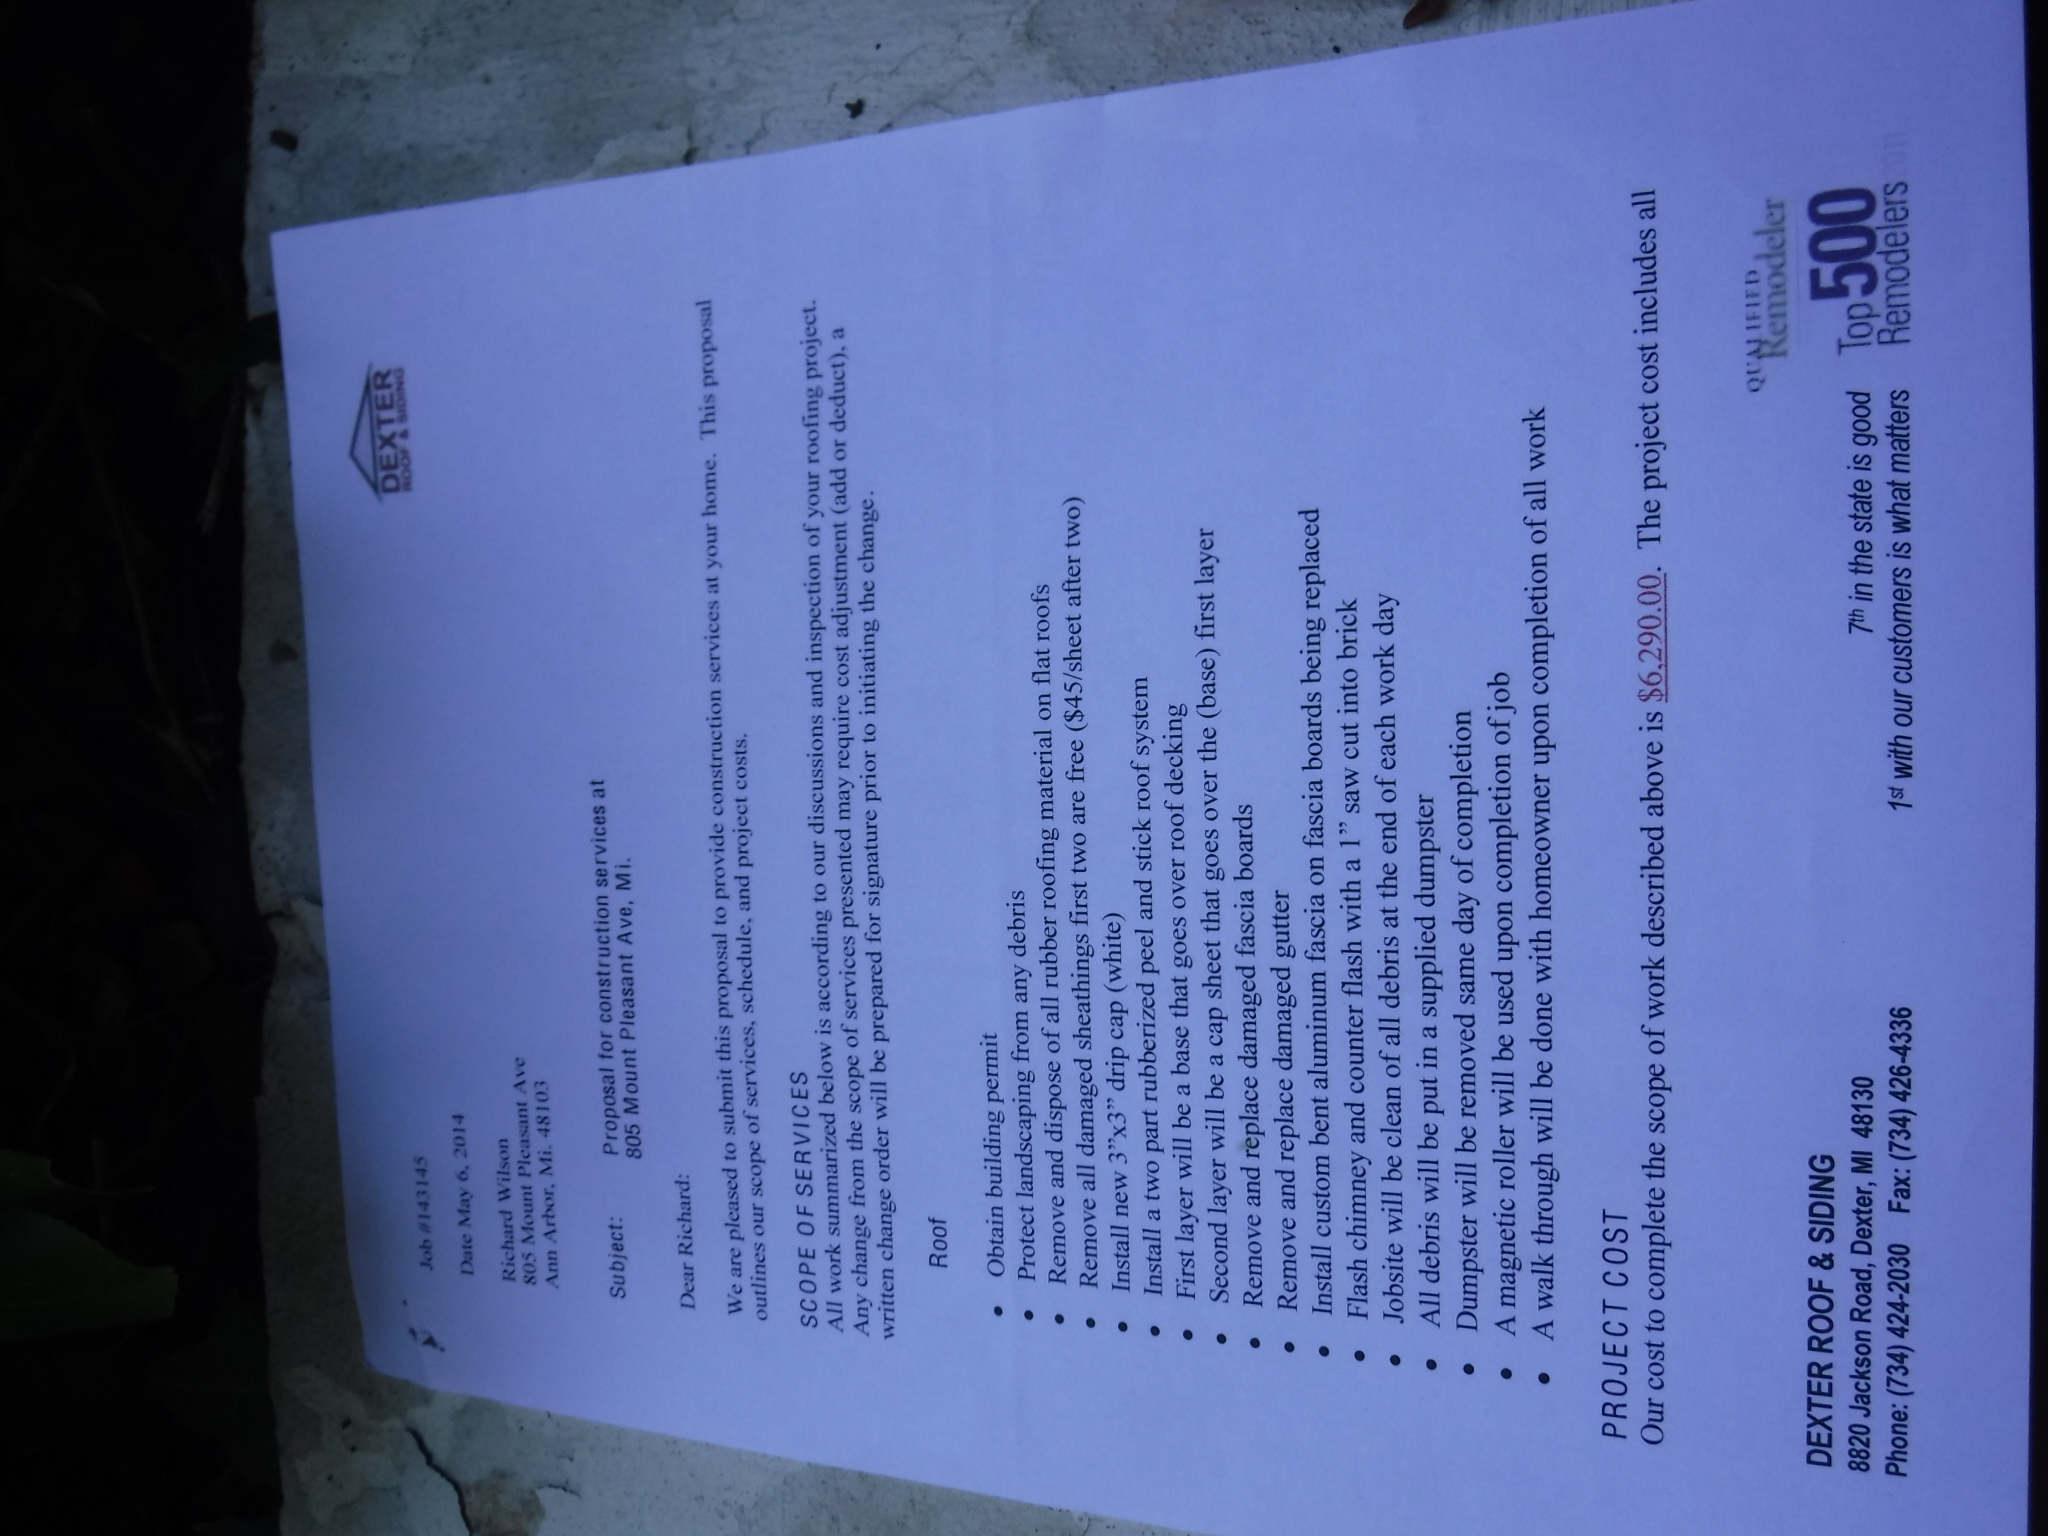 DEXTER
ROOF & SIDING
Job #143145
Date May 6, 2014
Richard Wilson
805 Mount Pleasant Ave
Ann Arbor, Mi. 48103
Subject: Proposal for construction services at
805 Mount Pleasant Ave, Mi.
Dear Richard:
We are pleased to submit this proposal to provide construction services at your home. This proposal
outlines our scope of services, schedule, and project costs.
SCOPE OF SERVICES
All work summarized below is according to our discussions and inspection of your roofing project.
Any change from the scope of services presented may require cost adjustment (add or deduct), a
written change order will be prepared for signature prior to initiating the change.
Roof
• Obtain building permit
• Protect landscaping from any debris
• Remove and dispose of all rubber roofing material on flat roofs
• Remove all damaged sheathings first two are free ($45/sheet after two)
• Install new 3”x3” drip cap (white)
• Install a two part rubberized peel and stick roof system
• First layer will be a base that goes over roof decking
• Second layer will be a cap sheet that goes over the (base) first layer
• Remove and replace damaged fascia boards
• Remove and replace damaged gutter
• Install custom bent aluminum fascia on fascia boards being replaced
• Flash chimney and counter flash with a 1” saw cut into brick
• Jobsite will be clean of all debris at the end of each work day
• All debris will be put in a supplied dumpster
• Dumpster will be removed same day of completion
• A magnetic roller will be used upon completion of job
• A walk through will be done with homeowner upon completion of all work
PROJECT COST
Our cost to complete the scope of work described above is $6,290.00. The project cost includes all
DEXTER ROOF & SIDING
8820 Jackson Road, Dexter, MI 48130
Phone: (734) 424-2030 Fax: (734) 426-4336
7th in the state is good
1st with our customers is what matters
QUALIFIED
Remodeler
Top 500
Remodelers